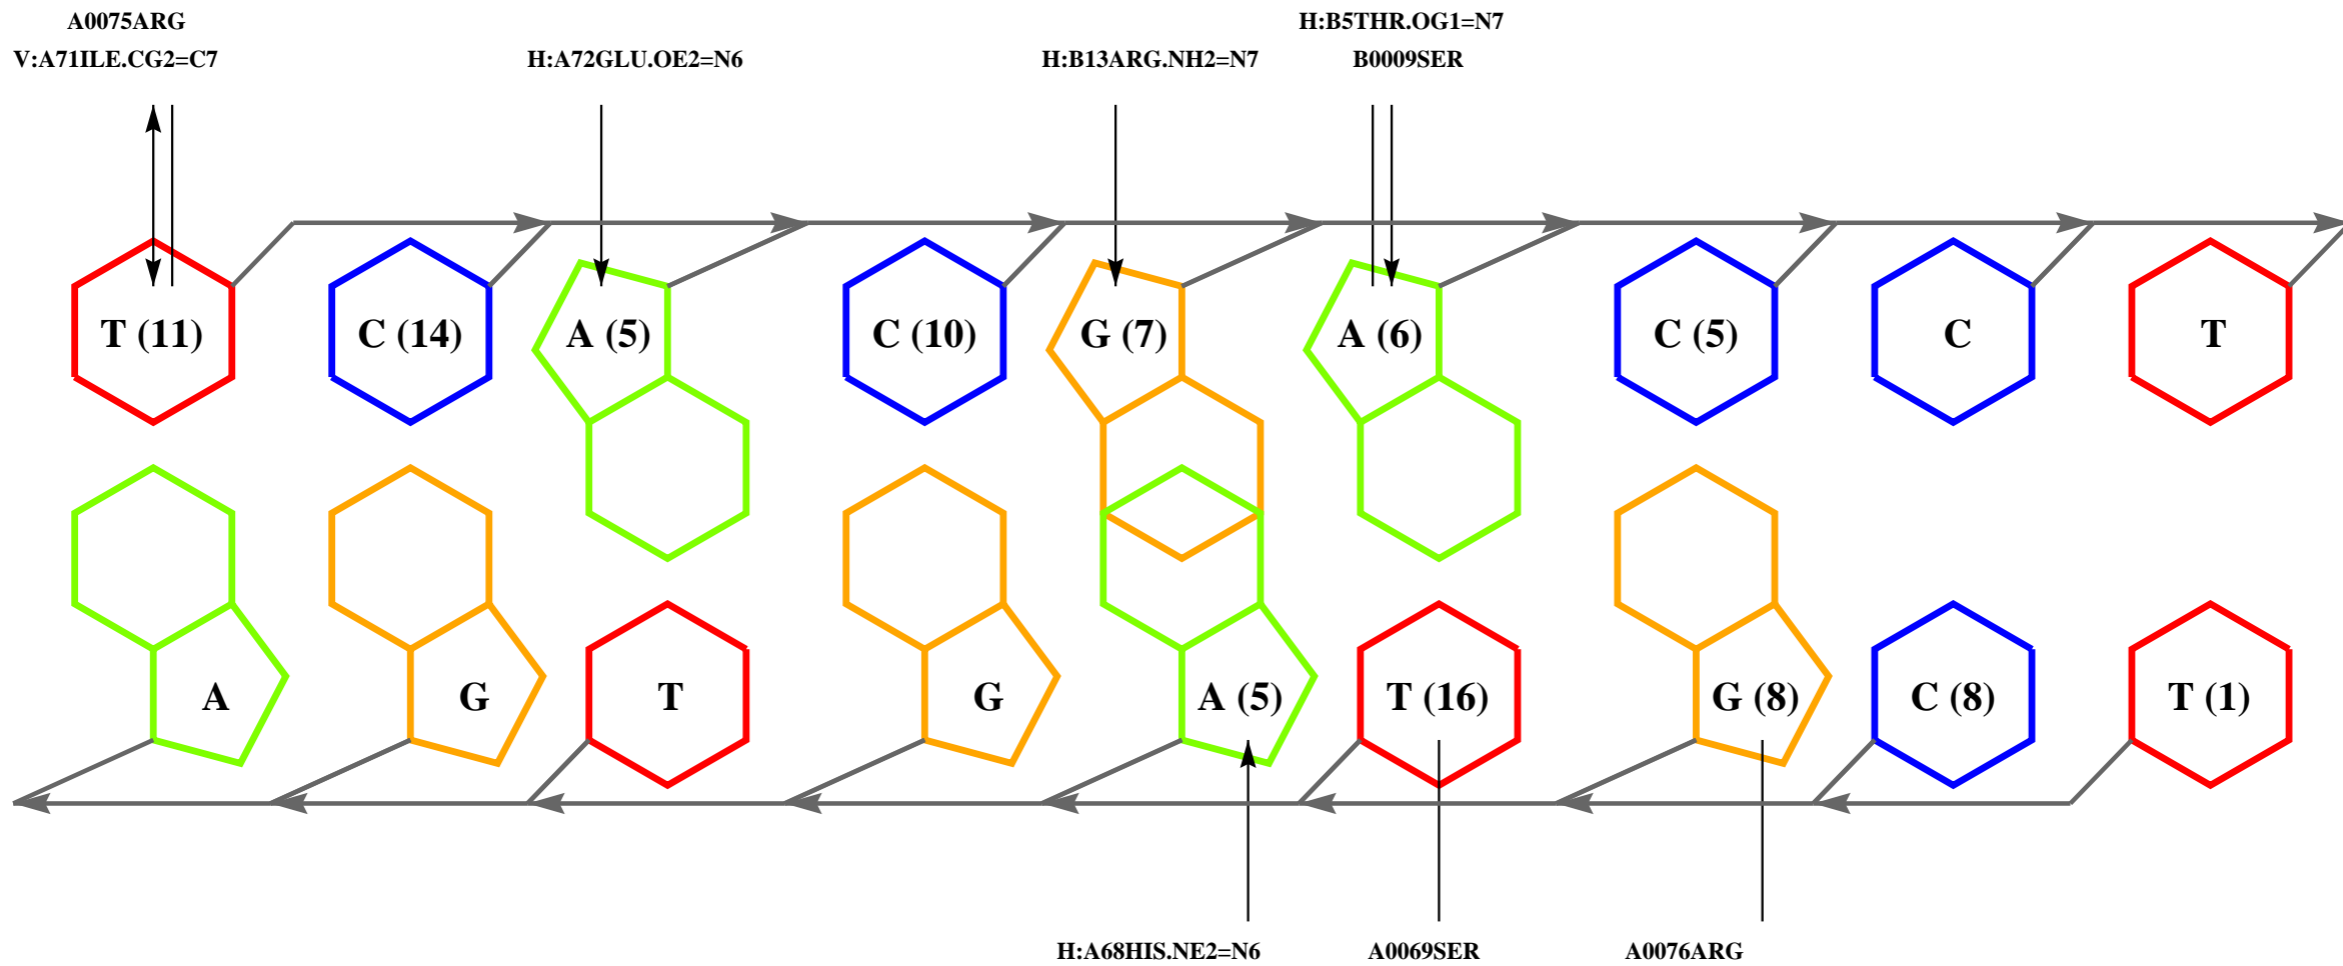 A0075ARG
V:A71ILE.CG2=C7
H:A72GLU.OE2=N6
H:B13ARG.NH2=N7
H:B5THR.OG1=N7
B0009SER
T (11)
C (14)
A (5)
C (10)
G (7)
A (6)
C (5)
C
T
A
G
T
G
A (5)
T (16)
G (8)
C (8)
T (1)
H:A68HIS.NE2=N6
A0069SER
A0076ARG